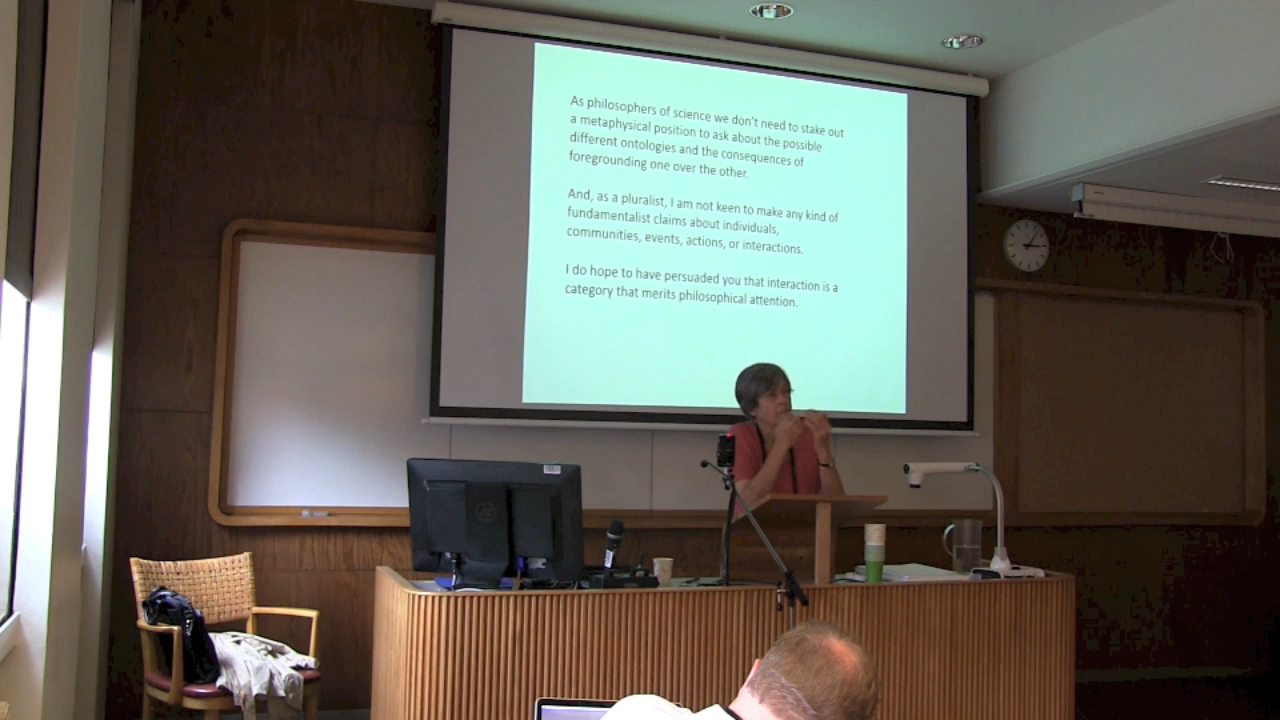 As philosophers of science we don't need to stake out
a metaphysical position to ask about the possible
different ontologies and the consequences of
foregrounding one over the other.
And, as a pluralist, I am not keen to make any kind of
fundamentalist claims about individuals,
communities, events, actions, or interactions.
I do hope to have persuaded you that interaction is a
category that merits philosophical attention.